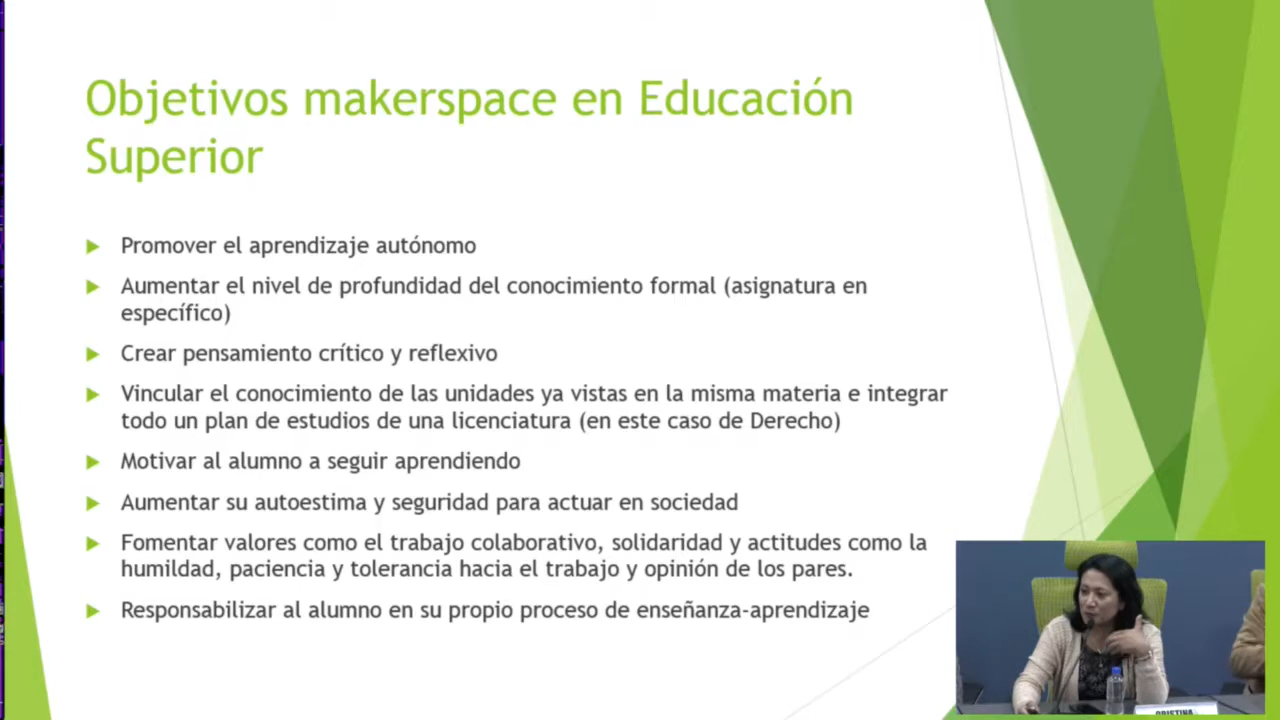 Objetivos makerspace en Educación
Superior
Promover el aprendizaje autónomo
Aumentar el nivel de profundidad del conocimiento formal (asignatura en
específico)
Crear pensamiento crítico y reflexivo
Vincular el conocimiento de las unidades ya vistas en la misma materia e integrar
todo un plan de estudios de una licenciatura (en este caso de Derecho)
Motivar al alumno a seguir aprendiendo
Aumentar su autoestima y seguridad para actuar en sociedad
Fomentar valores como el trabajo colaborativo, solidaridad y actitudes como la
humildad, paciencia y tolerancia hacia el trabajo y opinión de los pares.
Responsabilizar al alumno en su propio proceso de enseñanza-aprendizaje
CRISTINA